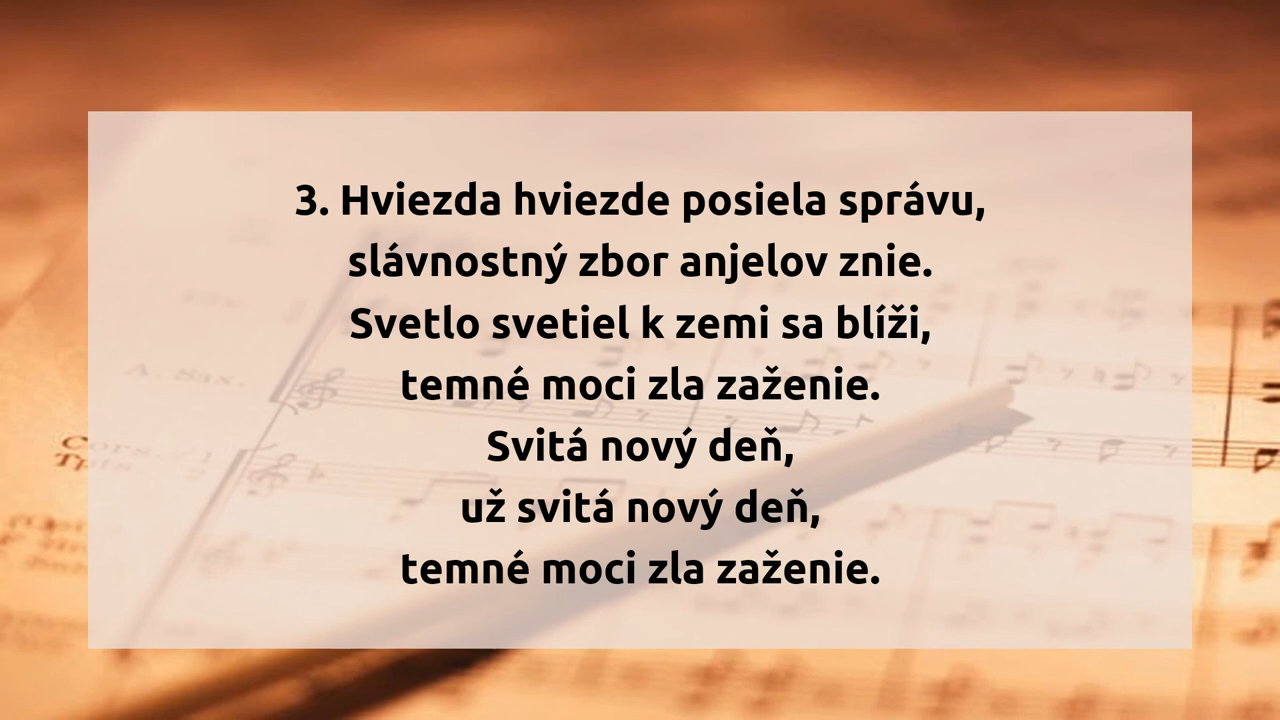 3. Hviezda hviezde posiela správu,
slávnostný zbor anjelov znie.
Svetlo svetiel k zemi sa blíži,
temné moci zla zaženie.
Svitá nový deň,
už svitá nový deň,
temné moci zla zaženie.
A. Sax.